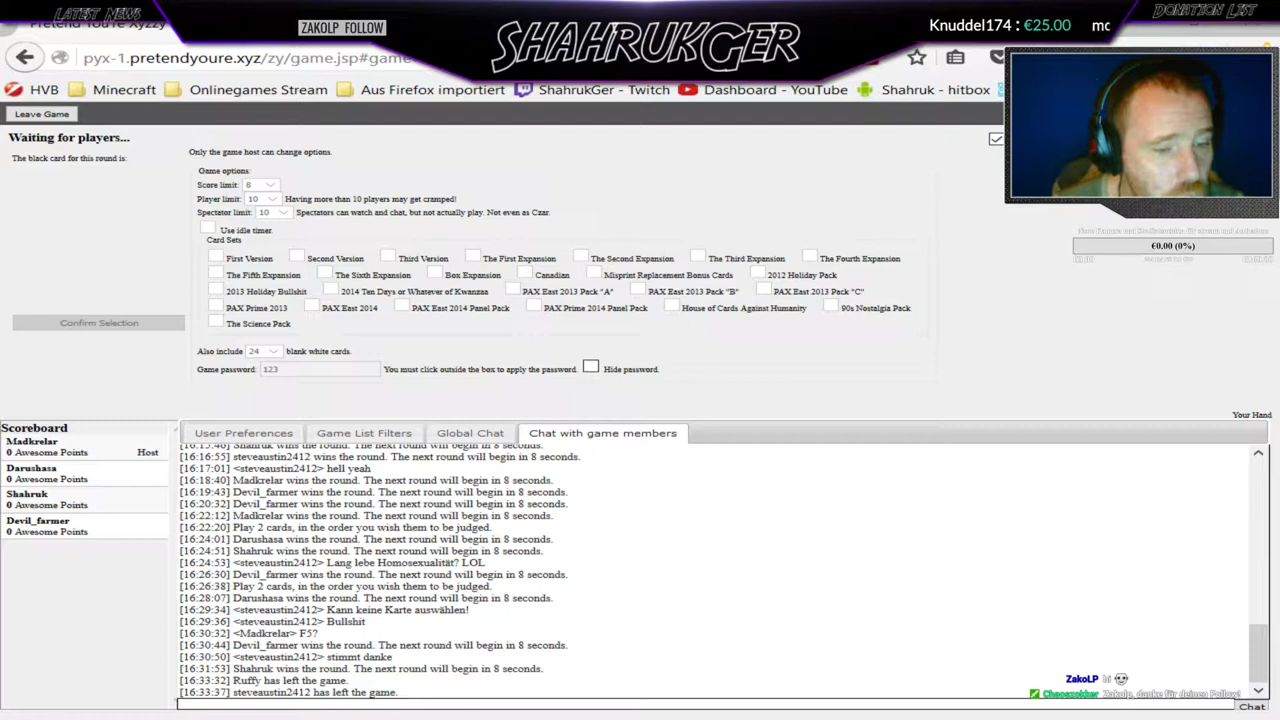 LATEST NEWS
ZAKOLP FOLLOW
SHAHRUKGER
Knuddel174 : €25.00
DONATION LIST
pyx-1.pretendyoure.xyz/zy/game.jsp#game
HVB
Minecraft
Onlinegames Stream
Aus Firefox importiert
ShahrukGer - Twitch
Dashboard - YouTube
Shahruk - hitbox
Leave Game
Waiting for players...
The black card for this round is:
Only the game host can change options.
Game options:
Score limit: 8
Player limit: 10 Having more than 10 players may get cramped!
Spectator limit: 10 Spectators can watch and chat, but not actually play. Not even as Czar.
Use idle timer.
Card Sets
First Version Second Version Third Version The First Expansion The Second Expansion The Third Expansion The Fourth Expansion
The Fifth Expansion The Sixth Expansion Box Expansion Canadian Misprint Replacement Bonus Cards 2012 Holiday Pack
2013 Holiday Bullshit 2014 Ten Days or Whatever of Kwanzaa PAX East 2013 Pack "A" PAX East 2013 Pack "B" PAX East 2013 Pack "C"
PAX Prime 2013 PAX East 2014 PAX East 2014 Panel Pack PAX Prime 2014 Panel Pack House of Cards Against Humanity 90s Nostalgia Pack
The Science Pack
Also include 24 blank white cards.
Game password: 123 You must click outside the box to apply the password. Hide password.
Confirm Selection
€0.00 (0%)
Your Hand
Scoreboard
Madkrelar
0 Awesome Points Host
Darushasa
0 Awesome Points
Shahruk
0 Awesome Points
Devil_farmer
0 Awesome Points
User Preferences
Game List Filters
Global Chat
Chat with game members
[16:15:46] Shahruk wins the round. The next round will begin in 8 seconds.
[16:16:55] steveaustin2412 wins the round. The next round will begin in 8 seconds.
[16:17:01] <steveaustin2412> hell yeah
[16:18:40] Madkrelar wins the round. The next round will begin in 8 seconds.
[16:19:43] Devil_farmer wins the round. The next round will begin in 8 seconds.
[16:20:32] Devil_farmer wins the round. The next round will begin in 8 seconds.
[16:22:12] Madkrelar wins the round. The next round will begin in 8 seconds.
[16:22:20] Play 2 cards, in the order you wish them to be judged.
[16:24:01] Darushasa wins the round. The next round will begin in 8 seconds.
[16:24:51] Shahruk wins the round. The next round will begin in 8 seconds.
[16:24:53] <steveaustin2412> Lang lebe Homosexualität? LOL
[16:26:30] Devil_farmer wins the round. The next round will begin in 8 seconds.
[16:26:38] Play 2 cards, in the order you wish them to be judged.
[16:28:07] Darushasa wins the round. The next round will begin in 8 seconds.
[16:29:34] <steveaustin2412> Kann keine Karte auswählen!
[16:29:36] <steveaustin2412> Bullshit
[16:30:32] <Madkrelar> F5?
[16:30:44] Devil_farmer wins the round. The next round will begin in 8 seconds.
[16:30:50] <steveaustin2412> stimmt danke
[16:31:53] Shahruk wins the round. The next round will begin in 8 seconds.
[16:33:32] Ruffy has left the game.
[16:33:37] steveaustin2412 has left the game.
ZakoLP hi
Chaoszokker Zakolp, danke für deinen Follow!
Chat